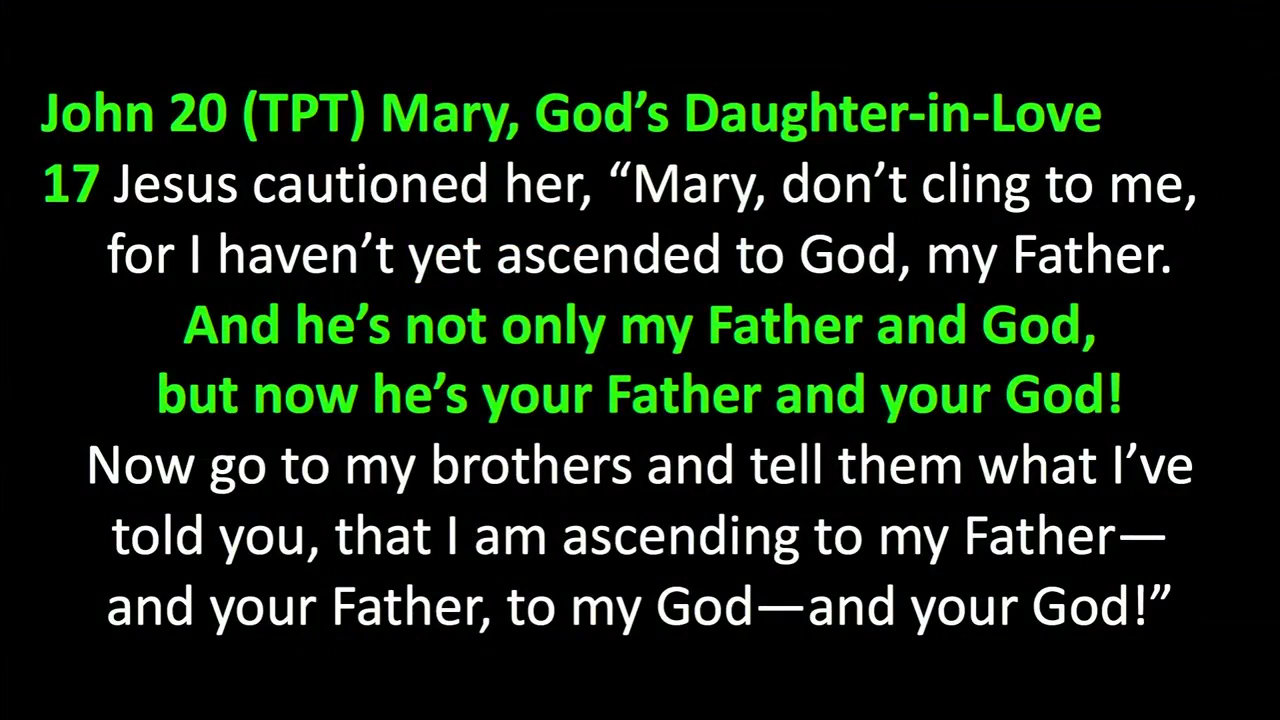 John 20 (TPT) Mary, God’s Daughter-in-Love
17 Jesus cautioned her, “Mary, don’t cling to me,
for I haven’t yet ascended to God, my Father.
And he’s not only my Father and God,
but now he’s your Father and your God!
Now go to my brothers and tell them what I’ve
told you, that I am ascending to my Father—
and your Father, to my God—and your God!”